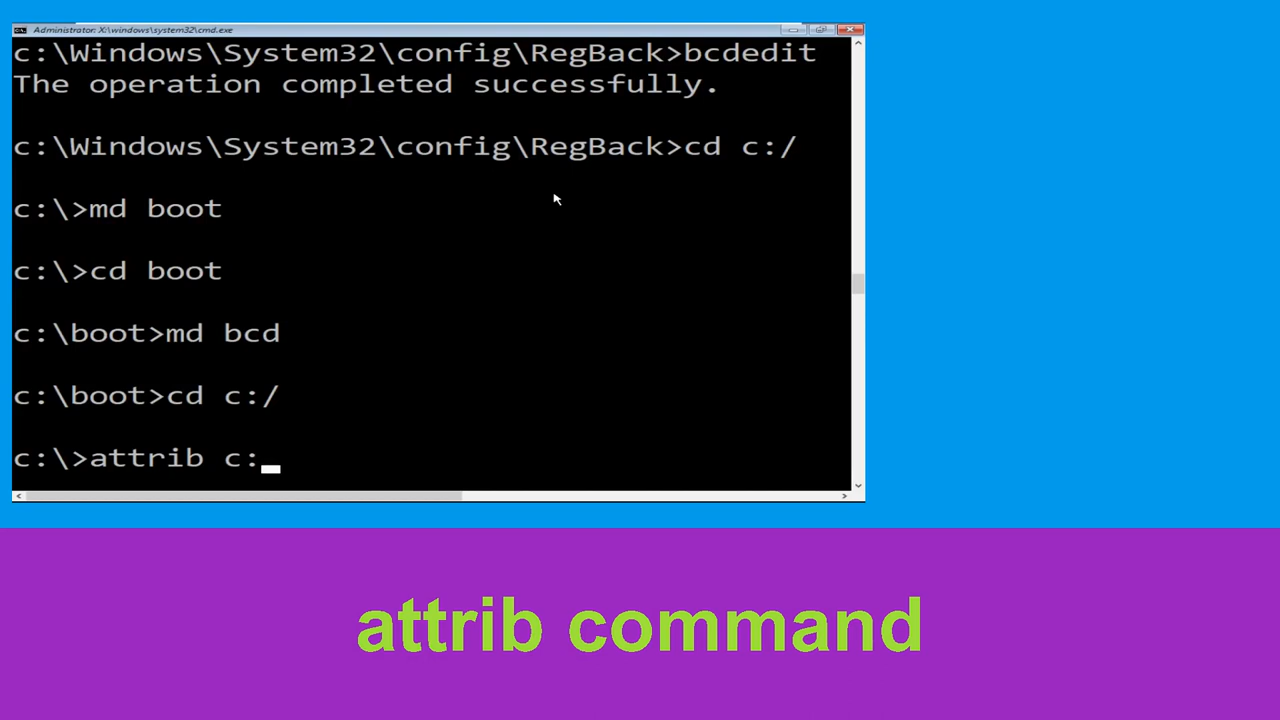 Administrator: X:\windows\system32\cmd.exe
c:\Windows\System32\config\RegBack>bcdedit
The operation completed successfully.
c:\Windows\System32\config\RegBack>cd c:/
c:\>md boot
c:\>cd boot
c:\boot>md bcd
c:\boot>cd c:/
c:\>attrib c:
attrib command